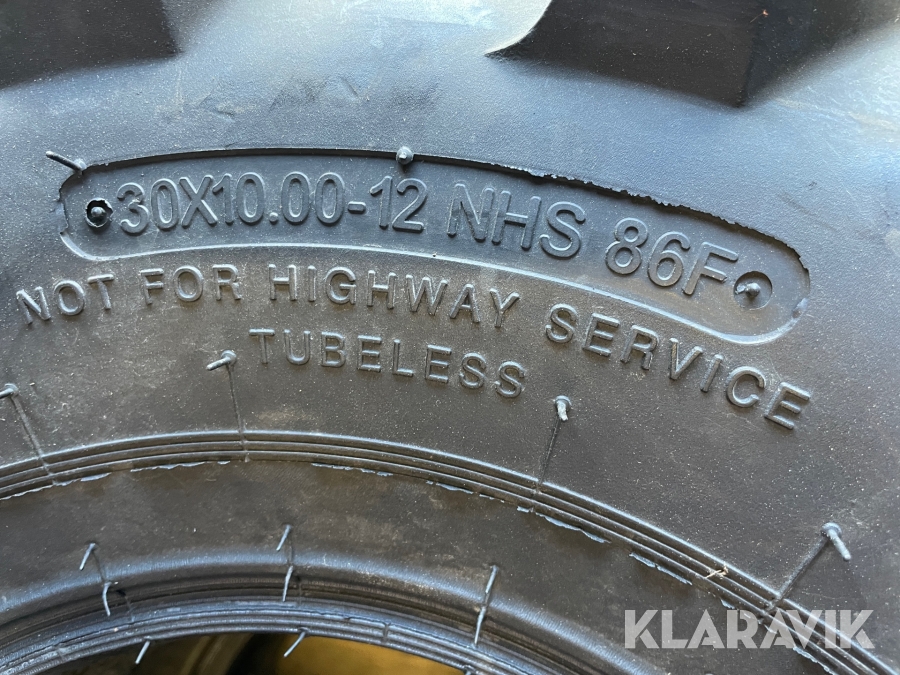 30X10.00-12 NHS 86F
NOT FOR HIGHWAY SERVICE
TUBELESS
KLARAVIK